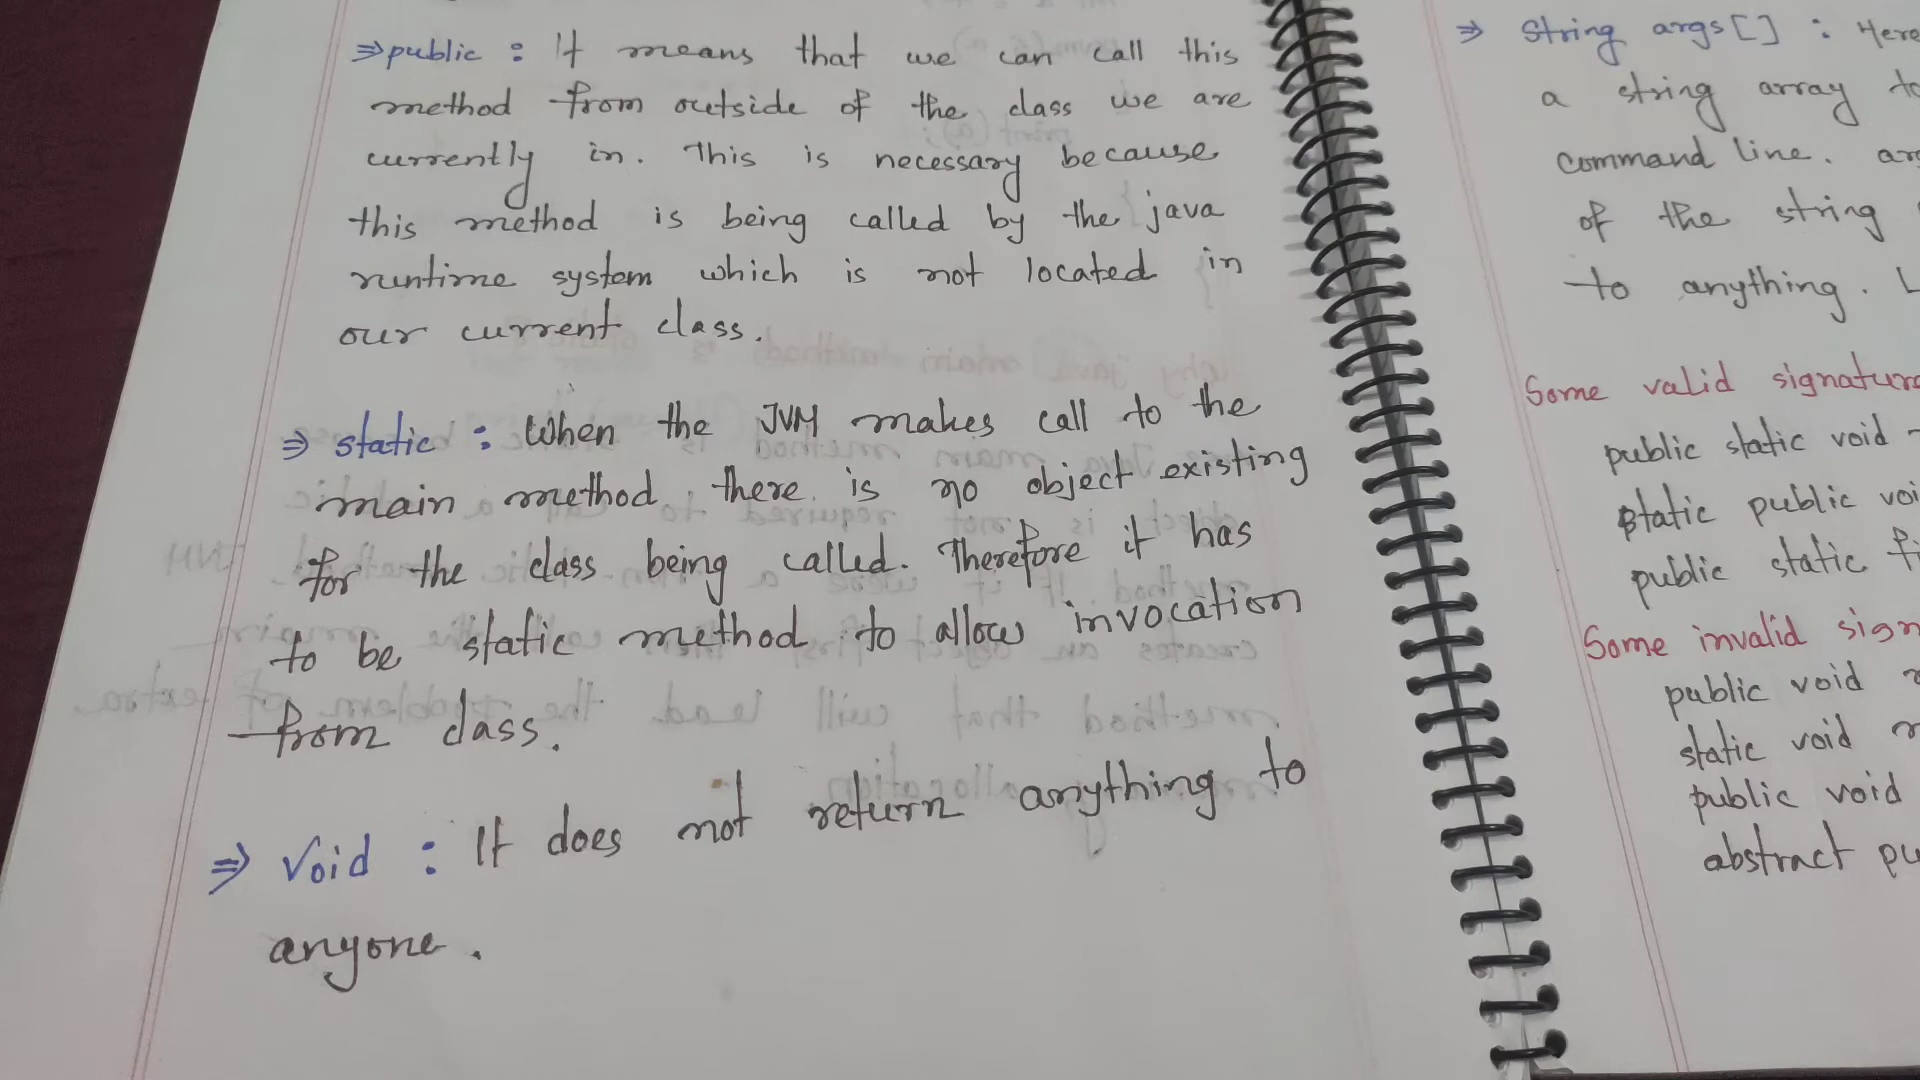 ⇒ public : It means that we can call this
method from outside of the class we are
currently in. This is necessary because
this method is being called by the java
runtime system which is not located in
our current class.
⇒ static : When the JVM makes call to the
main method there is no object existing
for the class being called. Therefore it has
to be static method to allow invocation
from class.
⇒ Void : It does not return anything to
anyone.
⇒ String args[] : Here
a string array to
command line.
of the string
to anything.
Some valid
public static void
static public
public static
Some invalid
public void
static void
public void
abstract